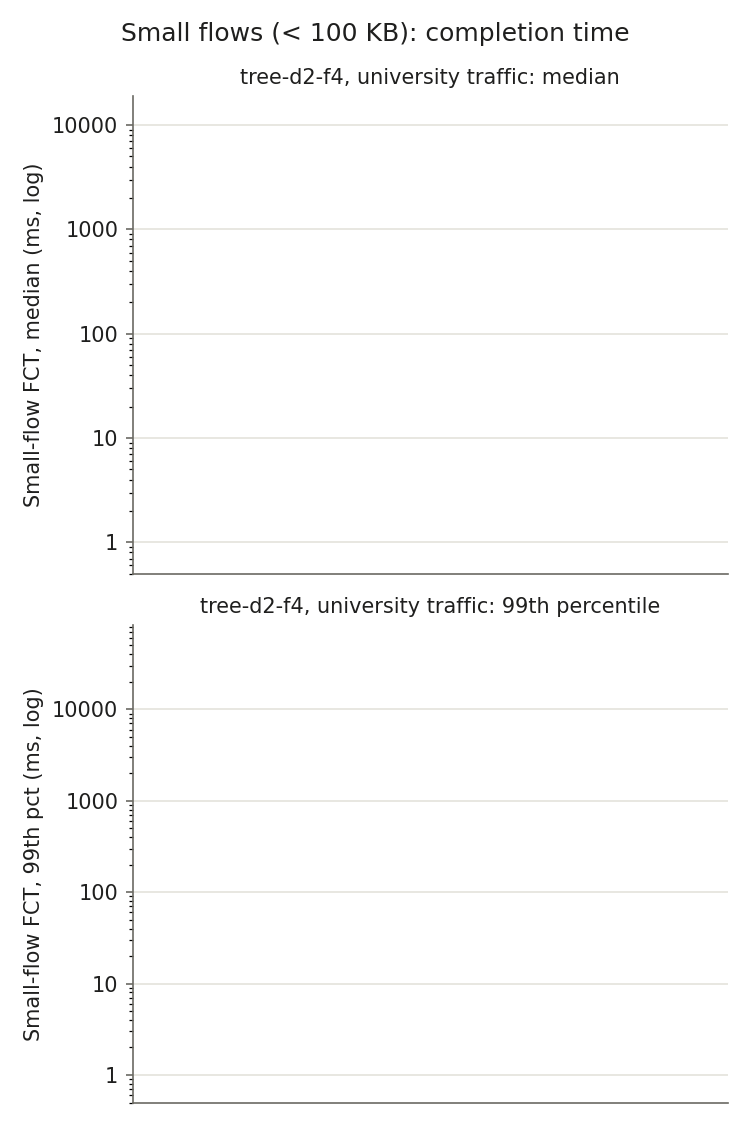 Small flows (< 100 KB): completion time
tree-d2-f4, university traffic: median
Small-flow FCT, median (ms, log)
10000
1000
100
10
1
tree-d2-f4, university traffic: 99th percentile
Small-flow FCT, 99th pct (ms, log)
10000
1000
100
10
1